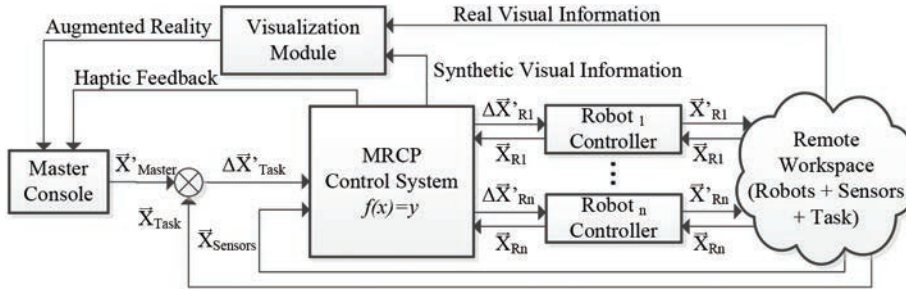 Real Visual Information
Augmented Reality
Visualization
Module
Haptic Feedback
Synthetic Visual Information
Master
Console
X⃗'Master
X⃗Task
ΔX⃗'Task
X⃗Sensors
MRCP
Control System
f(x)=y
ΔX⃗'R1
X⃗R1
Robot 1
Controller
X⃗'R1
X⃗R1
ΔX⃗'Rn
X⃗Rn
Robot n
Controller
X⃗'Rn
X⃗Rn
Remote
Workspace
(Robots + Sensors
+ Task)